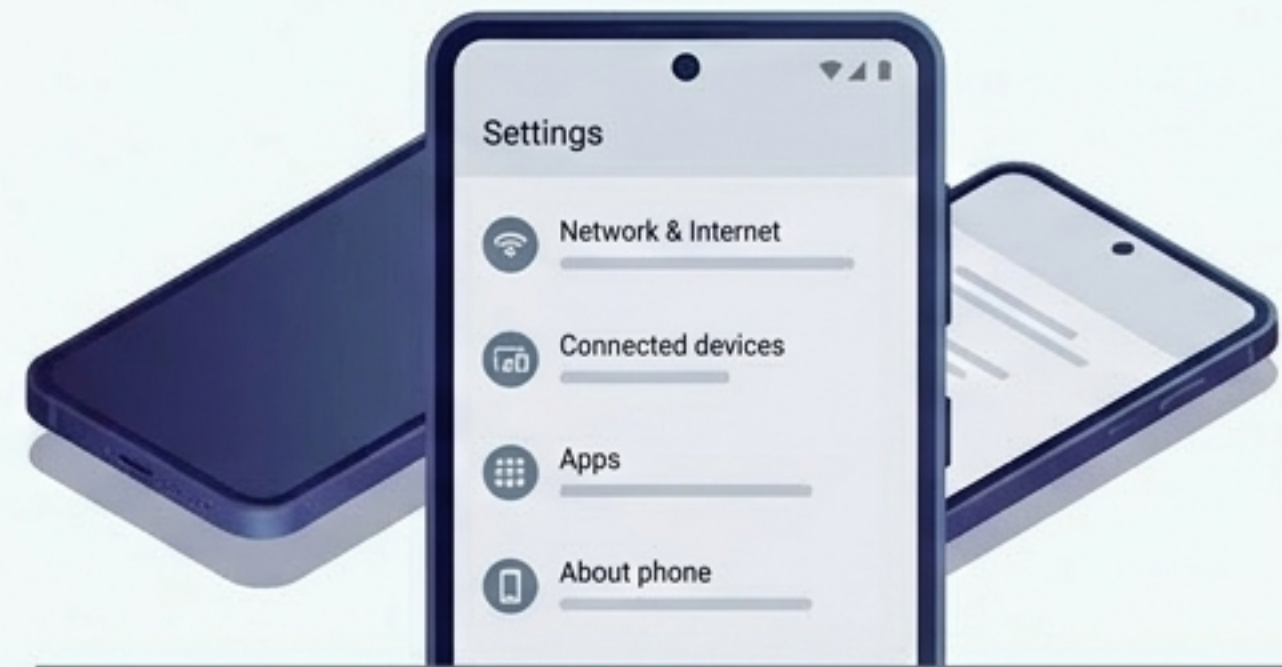 Settings
Network & Internet
Connected devices
Apps
About phone